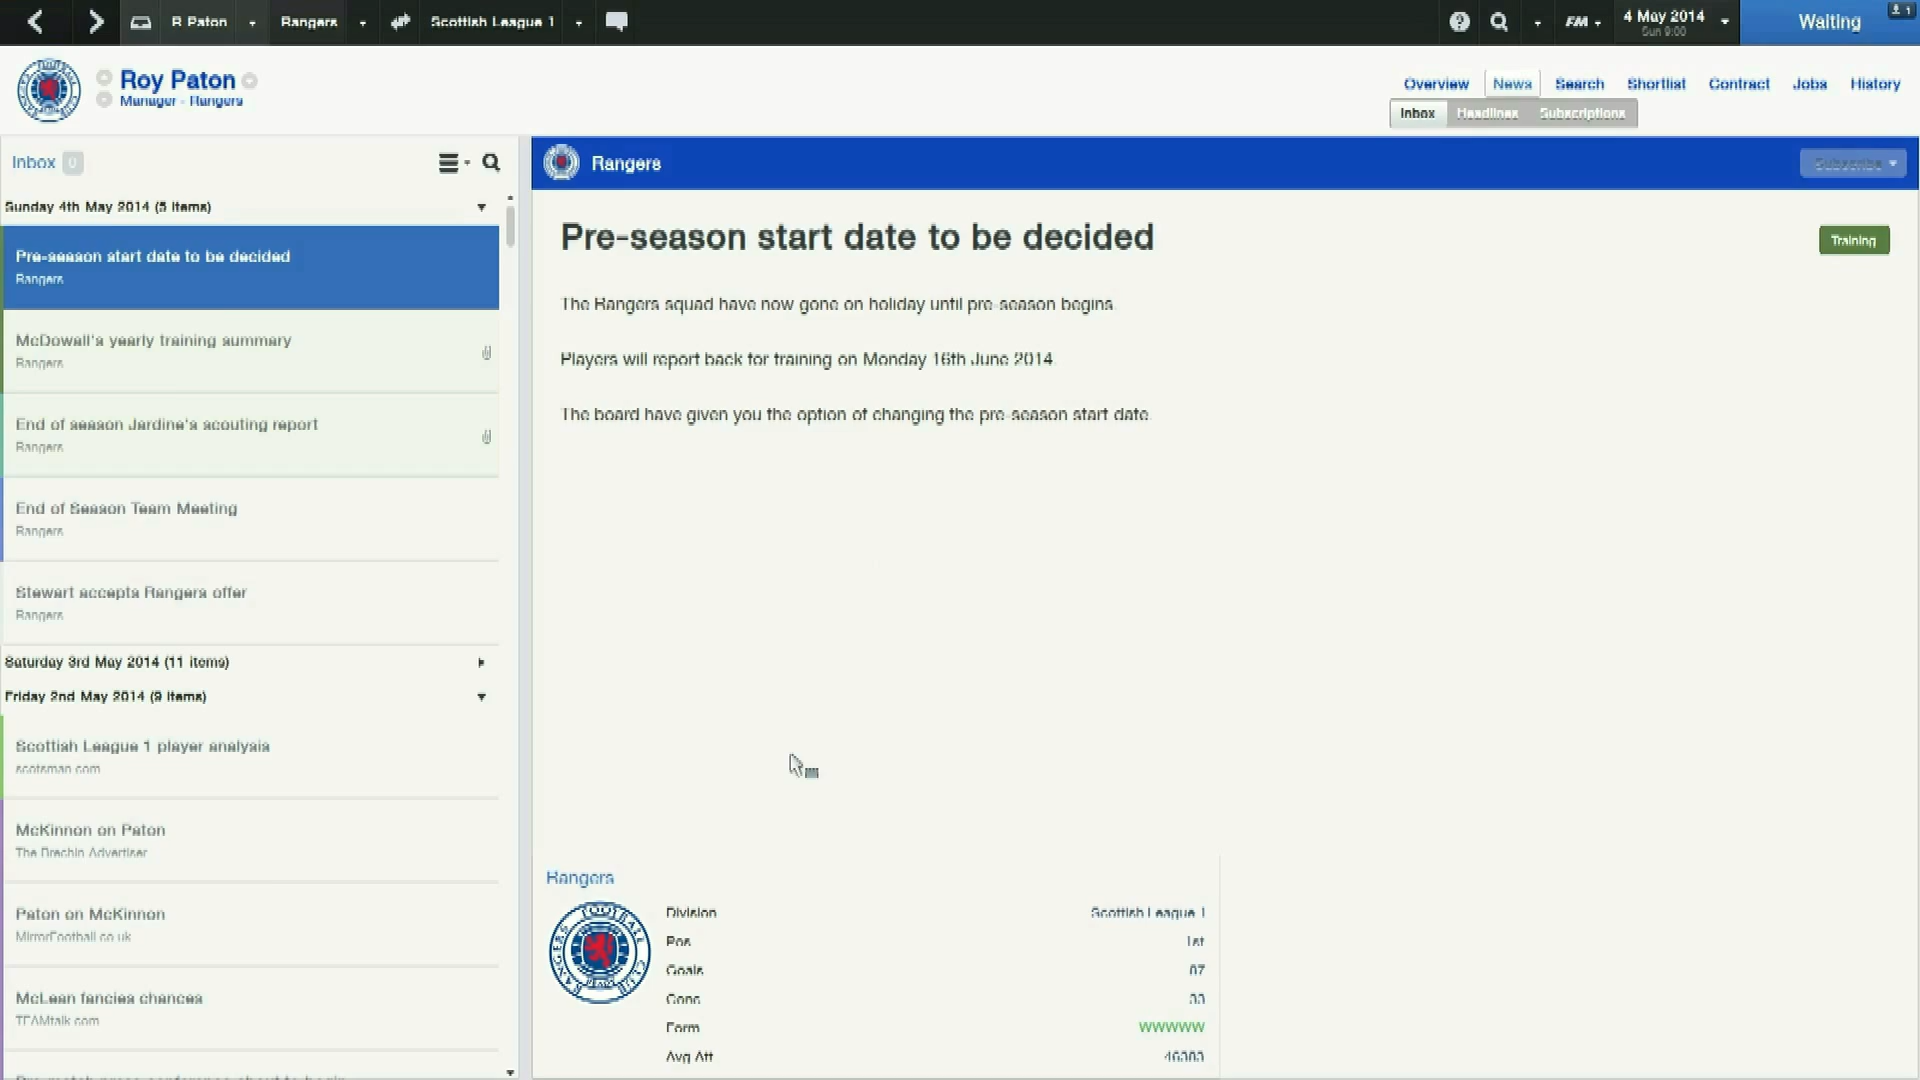 R Paton
Rangers
Scottish League 1
FM
4 May 2014
Sun 9:00
Waiting
1
Roy Paton
Manager - Rangers
Overview News Search Shortlist Contract Jobs History
Inbox Headlines Subscriptions
Inbox 0
Sunday 4th May 2014 (5 items)
Pre-season start date to be decided
Rangers
McDowall's yearly training summary
Rangers
End of season Jardine's scouting report
Rangers
End of Season Team Meeting
Rangers
Stewart accepts Rangers offer
Rangers
Saturday 3rd May 2014 (11 items)
Friday 2nd May 2014 (9 items)
Scottish League 1 player analysis
scotsman.com
McKinnon on Paton
The Brechin Advertiser
Paton on McKinnon
MirrorFootball.co.uk
McLean fancies chances
TEAMtalk.com
Rangers
Subscribe
Pre-season start date to be decided
Training
The Rangers squad have now gone on holiday until pre-season begins.
Players will report back for training on Monday 16th June 2014.
The board have given you the option of changing the pre-season start date.
Rangers
Division Scottish League 1
Pos 1st
Goals
Conc 33
Form WWWWW
Avg Att